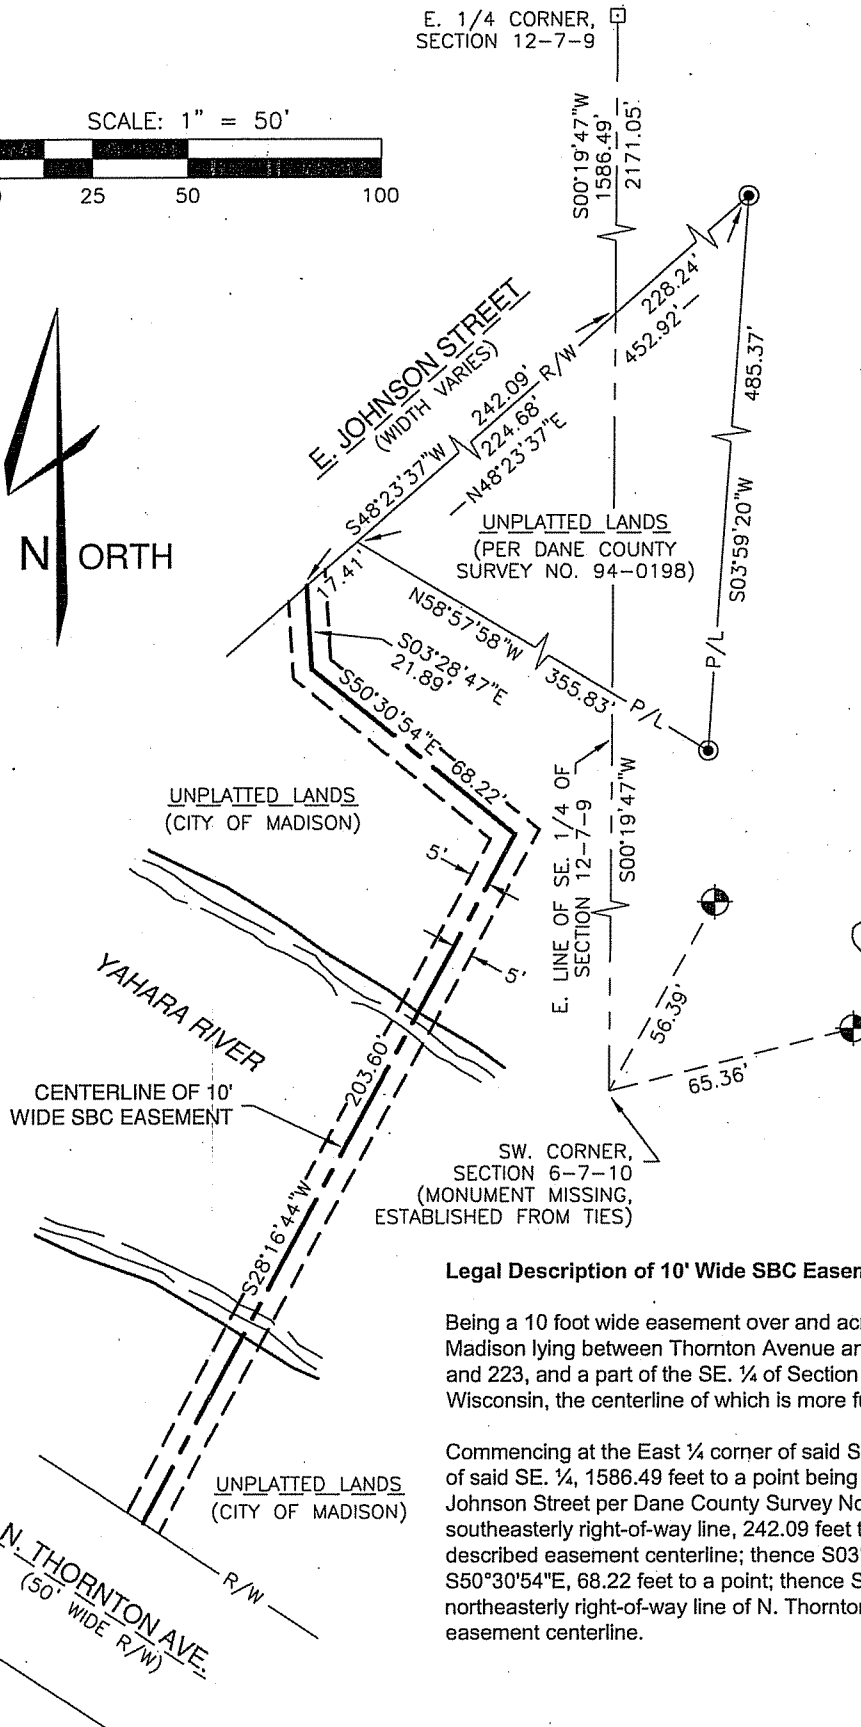 E. 1/4 CORNER,
SECTION 12-7-9
SCALE: 1" = 50'
25 50 100
S00°19'47"W
1586.49'
2171.05'
228.24'
452.92'
485.37'
S03°59'20"W
P/L
E. JOHNSON STREET
(WIDTH VARIES)
242.09' R/W
S48°23'37"W
224.68'
N48°23'37"E
UNPLATTED LANDS
(PER DANE COUNTY
SURVEY NO. 94-0198)
NORTH
17.41'
N58°57'58"W 355.83' P/L
S03°28'47"E
21.89'
S50°30'54"E 68.22'
UNPLATTED LANDS
(CITY OF MADISON)
E. LINE OF SE. 1/4 OF
SECTION 12-7-9
S00°19'47"W
5'
5'
YAHARA RIVER
56.39'
65.36'
203.60'
CENTERLINE OF 10'
WIDE SBC EASEMENT
SW. CORNER,
SECTION 6-7-10
(MONUMENT MISSING,
ESTABLISHED FROM TIES)
S28°16'44"W
Legal Description of 10' Wide SBC Easem
Being a 10 foot wide easement over and ac
Madison lying between Thornton Avenue an
and 223, and a part of the SE. ¼ of Section
Wisconsin, the centerline of which is more fu
Commencing at the East ¼ corner of said S
of said SE. ¼, 1586.49 feet to a point being
Johnson Street per Dane County Survey No
southeasterly right-of-way line, 242.09 feet t
described easement centerline; thence S03°
S50°30'54"E, 68.22 feet to a point; thence S
northeasterly right-of-way line of N. Thornton
easement centerline.
UNPLATTED LANDS
(CITY OF MADISON)
R/W
N. THORNTON AVE.
(50' WIDE R/W)